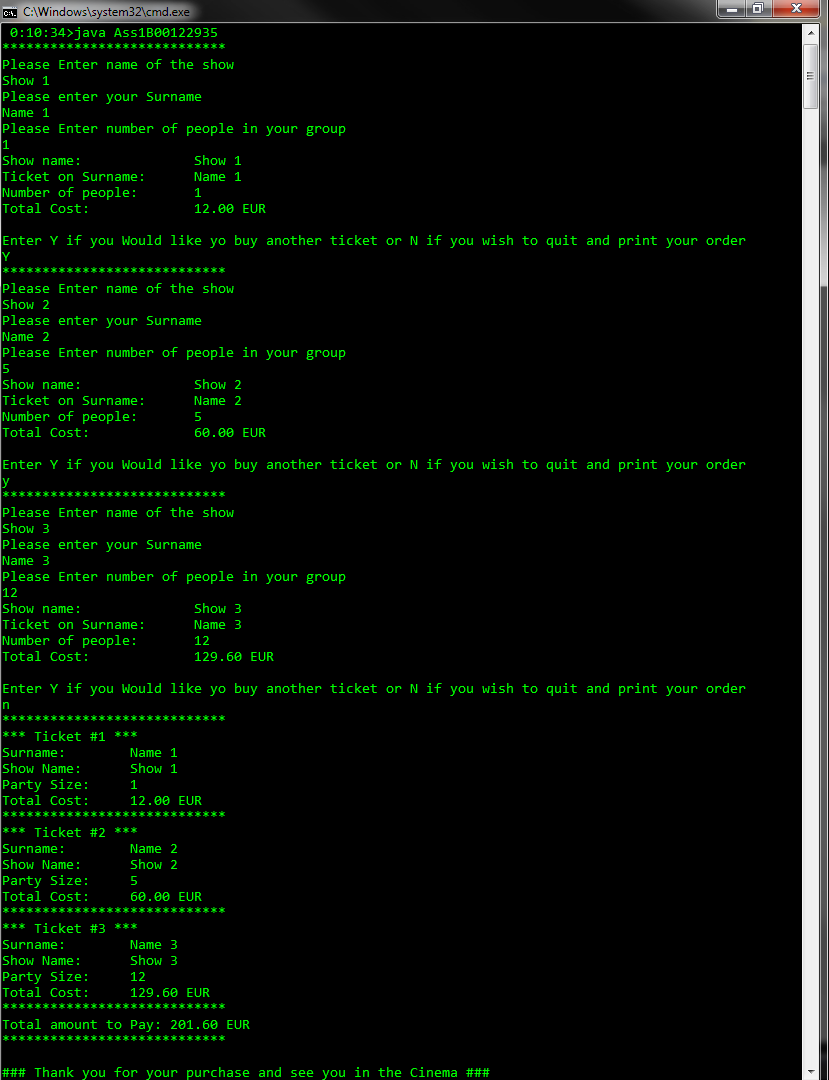 C:\Windows\system32\cmd.exe
0:10:34>java Ass1B00122935
****************************
Please Enter name of the show
Show 1
Please enter your Surname
Name 1
Please Enter number of people in your group
1
Show name:              Show 1
Ticket on Surname:      Name 1
Number of people:       1
Total Cost:             12.00 EUR

Enter Y if you Would like yo buy another ticket or N if you wish to quit and print your order
Y
****************************
Please Enter name of the show
Show 2
Please enter your Surname
Name 2
Please Enter number of people in your group
5
Show name:              Show 2
Ticket on Surname:      Name 2
Number of people:       5
Total Cost:             60.00 EUR

Enter Y if you Would like yo buy another ticket or N if you wish to quit and print your order
y
****************************
Please Enter name of the show
Show 3
Please enter your Surname
Name 3
Please Enter number of people in your group
12
Show name:              Show 3
Ticket on Surname:      Name 3
Number of people:       12
Total Cost:             129.60 EUR

Enter Y if you Would like yo buy another ticket or N if you wish to quit and print your order
n
****************************
*** Ticket #1 ***
Surname:        Name 1
Show Name:      Show 1
Party Size:     1
Total Cost:     12.00 EUR
****************************
*** Ticket #2 ***
Surname:        Name 2
Show Name:      Show 2
Party Size:     5
Total Cost:     60.00 EUR
****************************
*** Ticket #3 ***
Surname:        Name 3
Show Name:      Show 3
Party Size:     12
Total Cost:     129.60 EUR
****************************
Total amount to Pay: 201.60 EUR
****************************

### Thank you for your purchase and see you in the Cinema ###